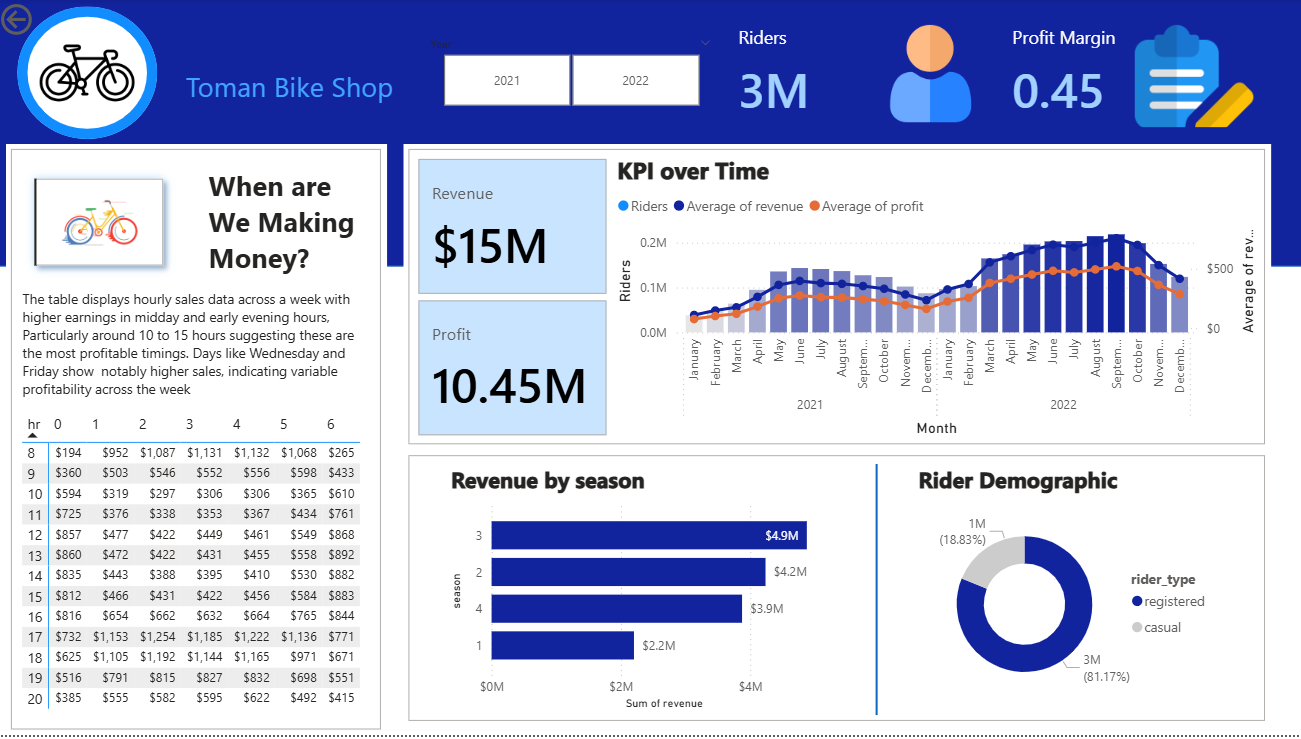 Toman Bike Shop
Year
2021
2022
Riders
3M
Profit Margin
0.45
When are
We Making
Money?
The table displays hourly sales data across a week with
higher earnings in midday and early evening hours,
Particularly around 10 to 15 hours suggesting these are
the most profitable timings. Days like Wednesday and
Friday show notably higher sales, indicating variable
profitability across the week
hr 0 1 2 3 4 5 6
8 $194 $952 $1,087 $1,131 $1,132 $1,068 $265
9 $360 $503 $546 $552 $556 $598 $433
10 $594 $319 $297 $306 $306 $365 $610
11 $725 $376 $338 $353 $367 $434 $761
12 $857 $477 $422 $449 $461 $549 $868
13 $860 $472 $422 $431 $455 $558 $892
14 $835 $443 $388 $395 $410 $530 $882
15 $812 $466 $431 $422 $456 $584 $883
16 $816 $654 $662 $632 $664 $765 $844
17 $732 $1,153 $1,254 $1,185 $1,222 $1,136 $771
18 $625 $1,105 $1,192 $1,144 $1,165 $971 $671
19 $516 $791 $815 $827 $832 $698 $551
20 $385 $555 $582 $595 $622 $492 $415
Revenue
$15M
Profit
10.45M
KPI over Time
Riders Average of revenue Average of profit
Riders
0.2M
0.1M
0.0M
$500
$0
Average of rev...
January February March April May June July August Septem... October Novem... Decemb... January February March April May June July August Septem... October Novem... Decemb...
2021 2022
Month
Revenue by season
season
3 $4.9M
2 $4.2M
4 $3.9M
1 $2.2M
$0M $2M $4M
Sum of revenue
Rider Demographic
1M
(18.83%)
3M
(81.17%)
rider_type
registered
casual